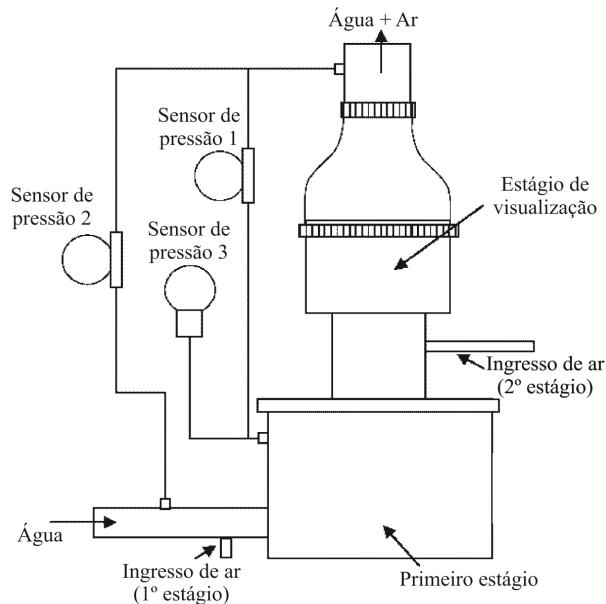 Água + Ar
Sensor de
pressão 1
Sensor de
pressão 2
Sensor de
pressão 3
Estágio de
visualização
Ingresso de ar
(2º estágio)
Água
Ingresso de ar
(1º estágio)
Primeiro estágio